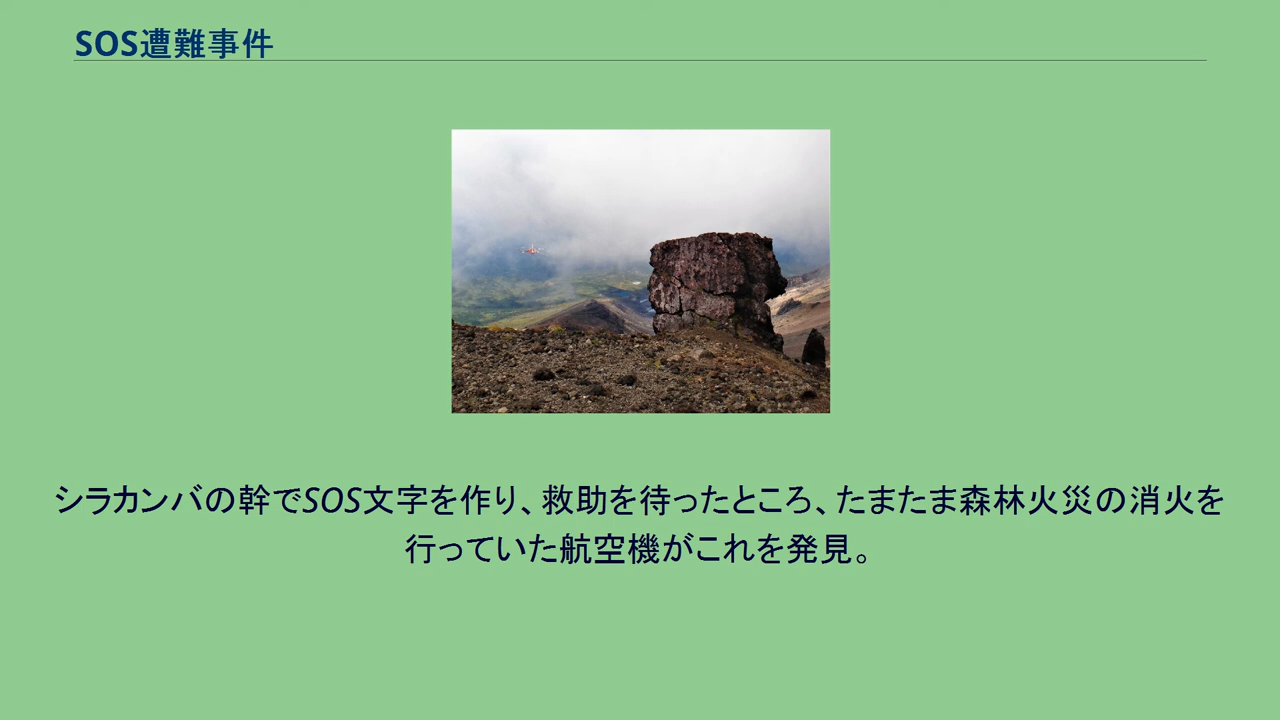 SOS遭難事件
シラカンバの幹でSOS文字を作り、救助を待ったところ、たまたま森林火災の消火を
行っていた航空機がこれを発見。